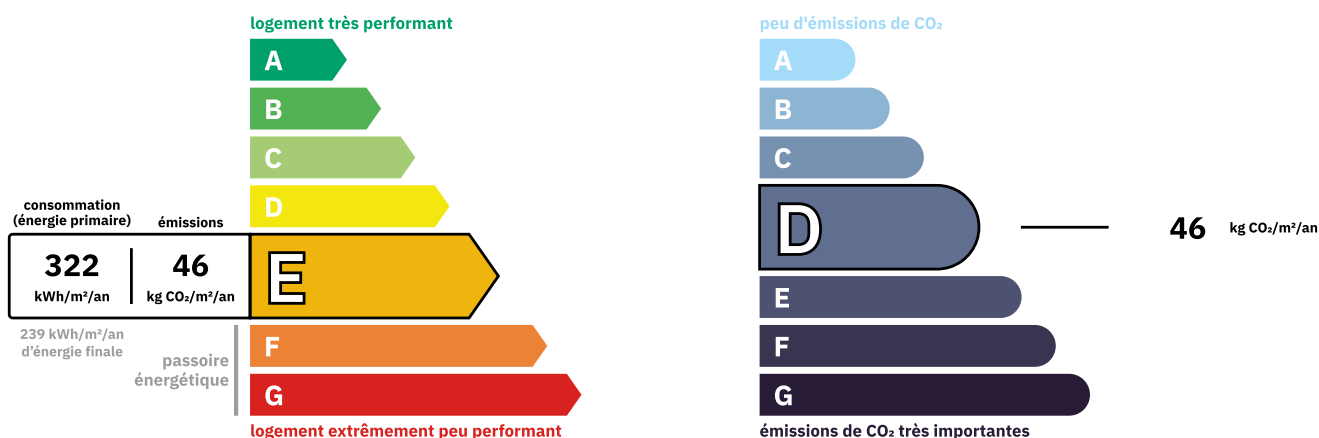 logement très performant
A
B
C
D
consommation
(énergie primaire)
émissions
322
kWh/m²/an
46
kg CO₂/m²/an
E
239 kWh/m²/an
d'énergie finale
passoire
énergétique
F
G
logement extrêmement peu performant
peu d'émissions de CO₂
A
B
C
D
46 kg CO₂/m²/an
E
F
G
émissions de CO₂ très importantes